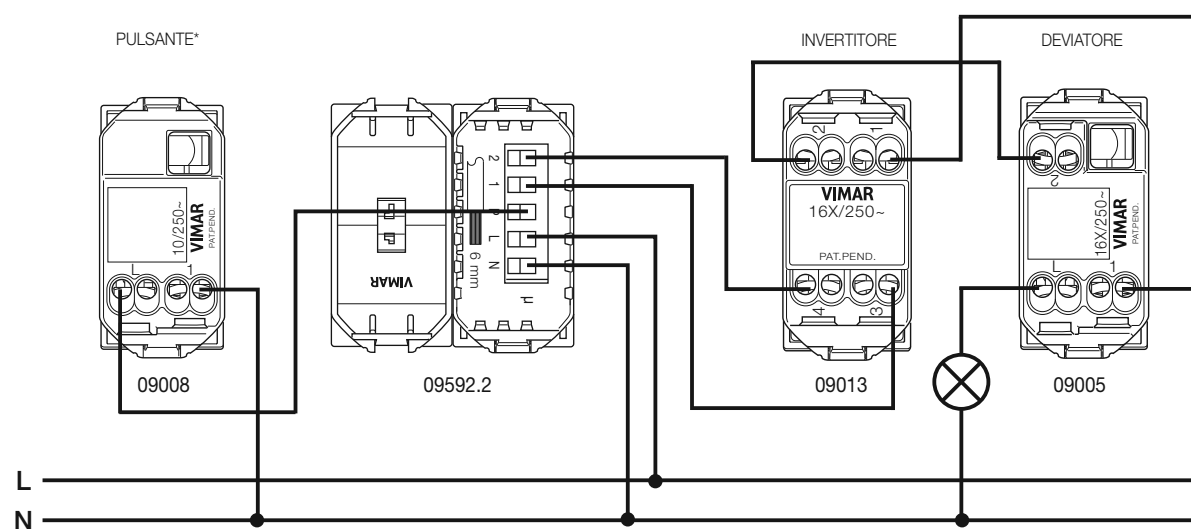 PULSANTE*
INVERTITORE
DEVIATORE
10/250~
VIMAR
PAT.PEND.
L
1
09008
VIMAR
2
1
P
L
N
6 mm
µ
09592.2
2
1
VIMAR
16X/250~
PAT.PEND.
4
3
09013
2
16X/250~
VIMAR
PAT.PEND.
L
1
09005
L
N